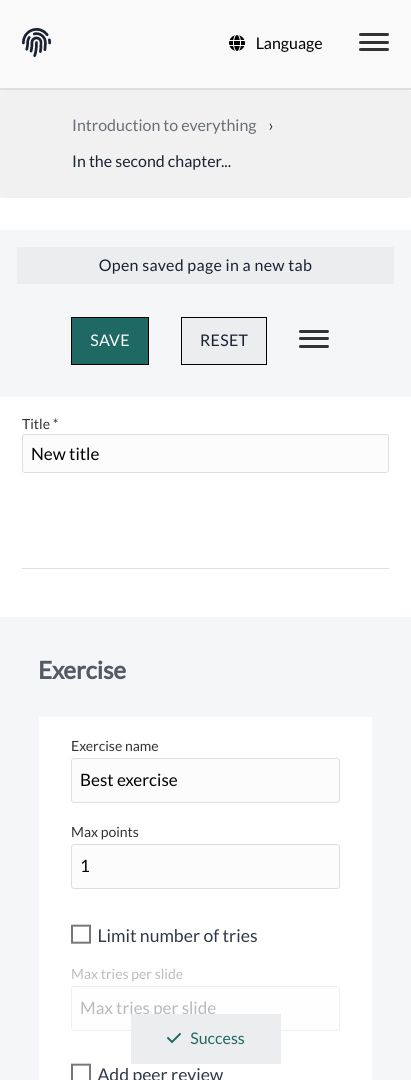 Language
Introduction to everything ›
In the second chapter...
Open saved page in a new tab
SAVE RESET
Title *
New title
Exercise
Exercise name
Best exercise
Max points
1
Limit number of tries
Max tries per slide
Max tries per slide
Success
Add peer review